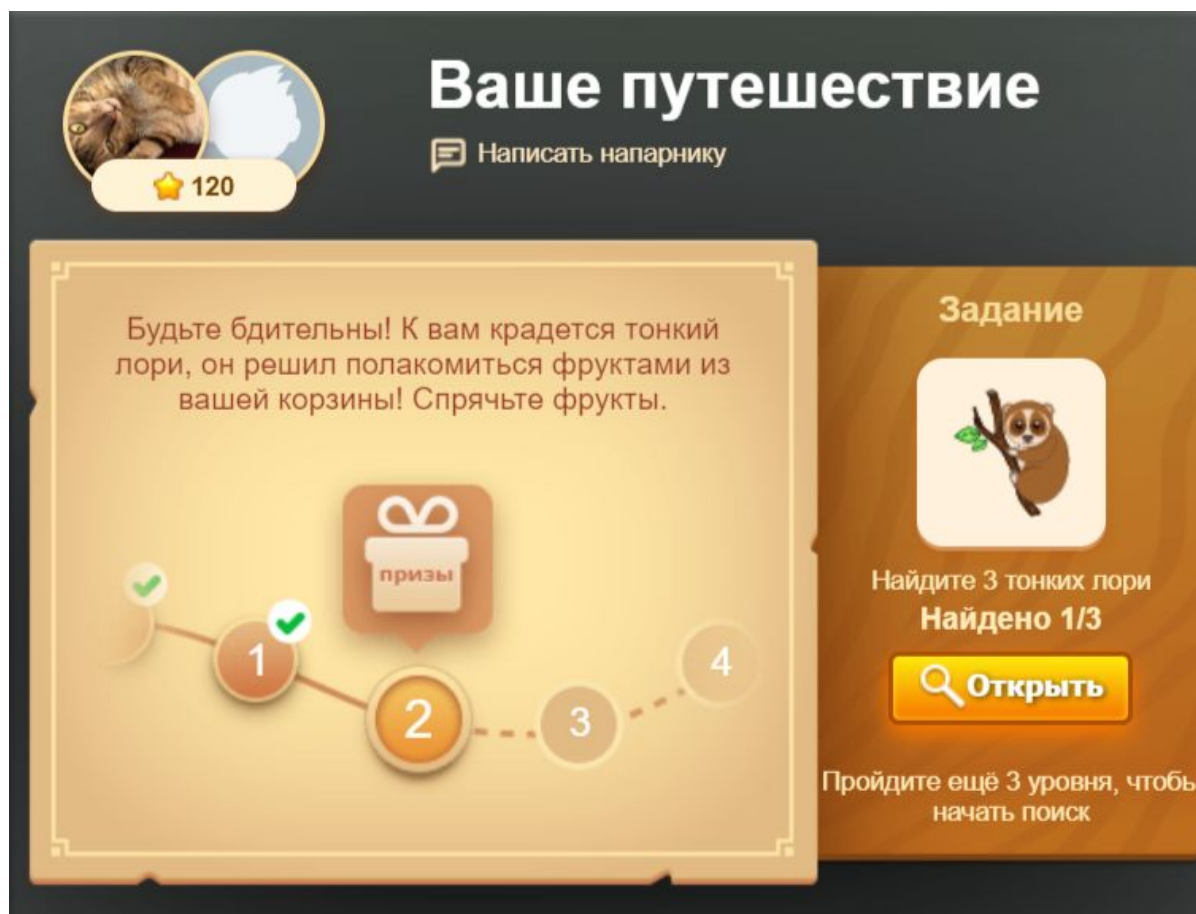 Ваше путешествие
Написать напарнику
120
Будьте бдительны! К вам крадется тонкий
лори, он решил полакомиться фруктами из
вашей корзины! Спрячьте фрукты.
призы
1
2
3
4
Задание
Найдите 3 тонких лори
Найдено 1/3
Открыть
Пройдите ещё 3 уровня, чтобы
начать поиск